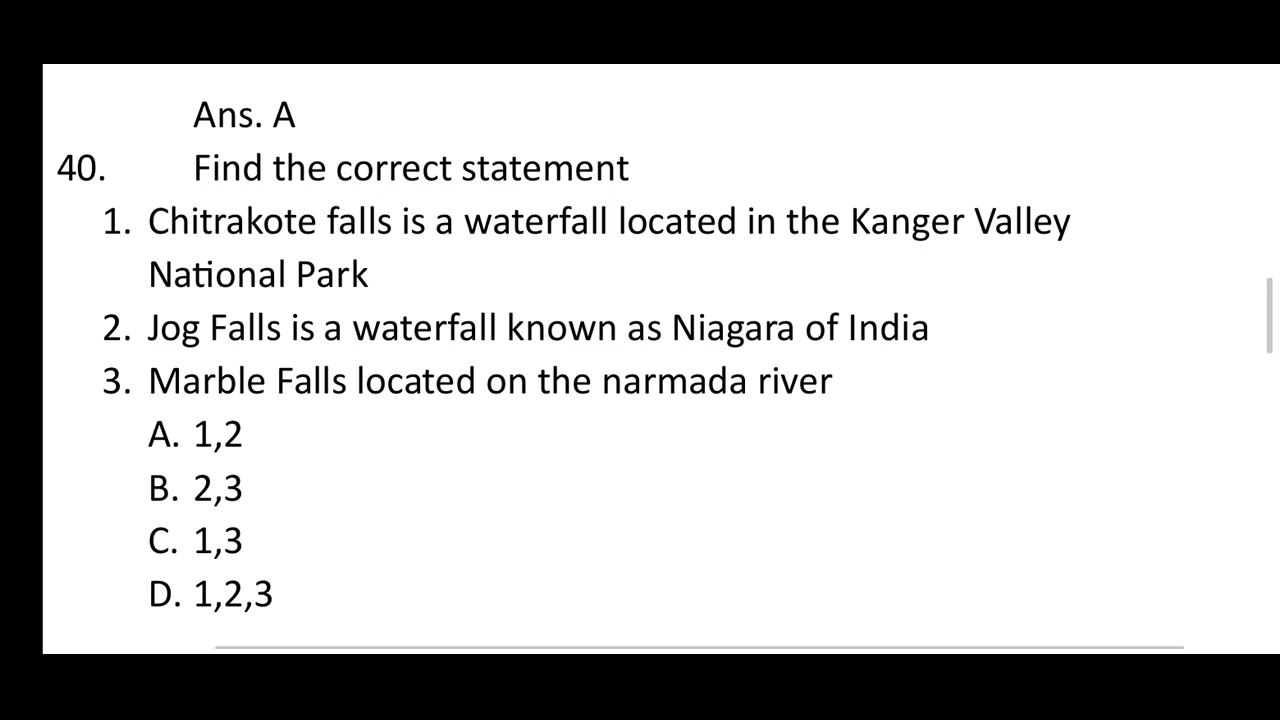 Ans. A
40. Find the correct statement
1. Chitrakote falls is a waterfall located in the Kanger Valley
National Park
2. Jog Falls is a waterfall known as Niagara of India
3. Marble Falls located on the narmada river
A. 1,2
B. 2,3
C. 1,3
D. 1,2,3